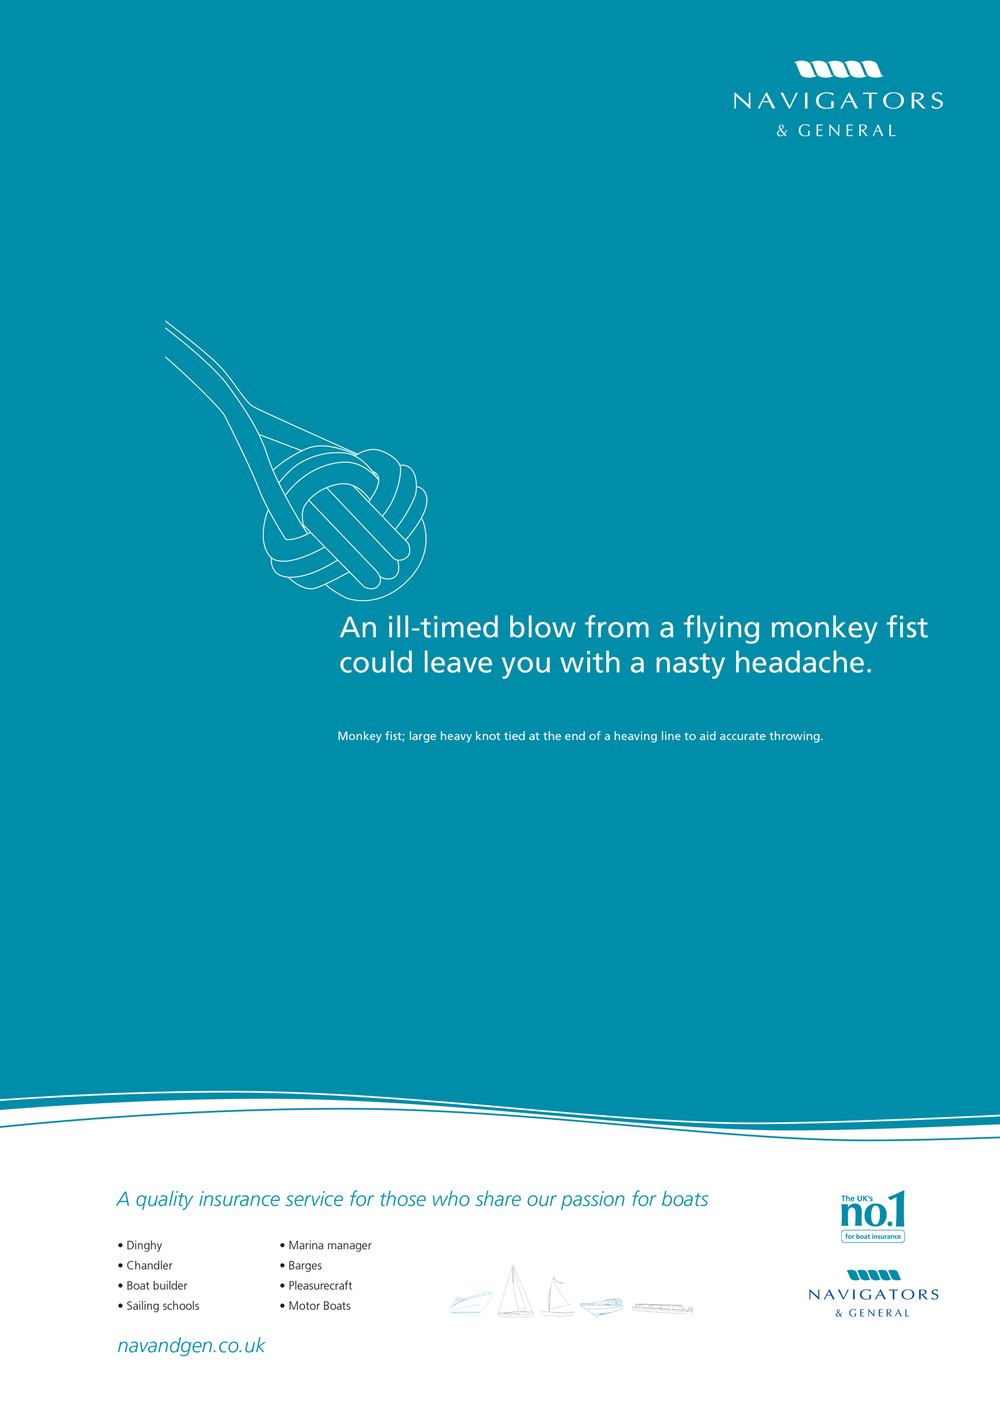 NAVIGATORS
& GENERAL
An ill-timed blow from a flying monkey fist
could leave you with a nasty headache.
Monkey fist; large heavy knot tied at the end of a heaving line to aid accurate throwing.
A quality insurance service for those who share our passion for boats
• Dinghy
• Chandler
• Boat builder
• Sailing schools
• Marina manager
• Barges
• Pleasurecraft
• Motor Boats
navandgen.co.uk
The UK's
no.1
for boat insurance
NAVIGATORS
& GENERAL